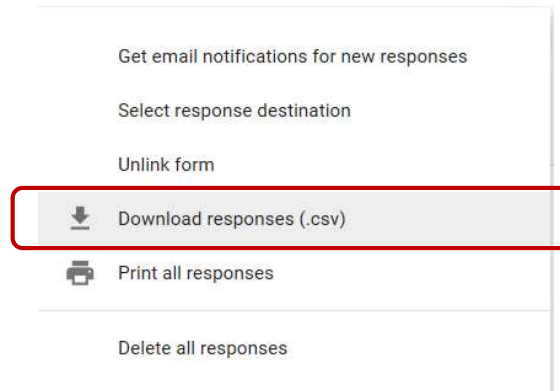 Get email notifications for new responses
Select response destination
Unlink form
Download responses (.csv)
Print all responses
Delete all responses